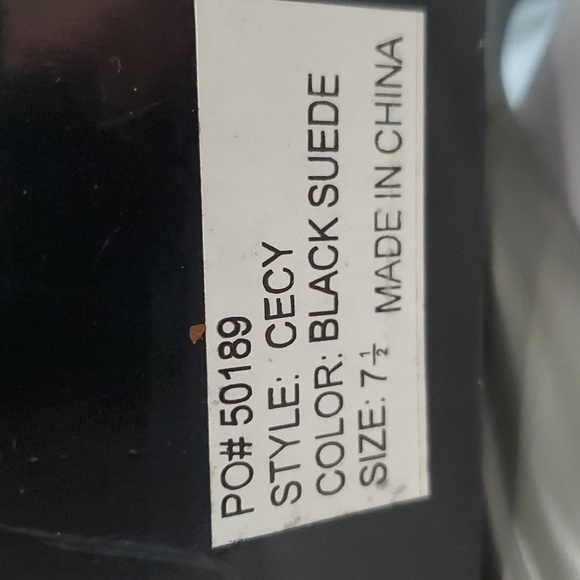 PO# 50189
STYLE: CECY
COLOR: BLACK SUEDE
SIZE: 7½ MADE IN CHINA